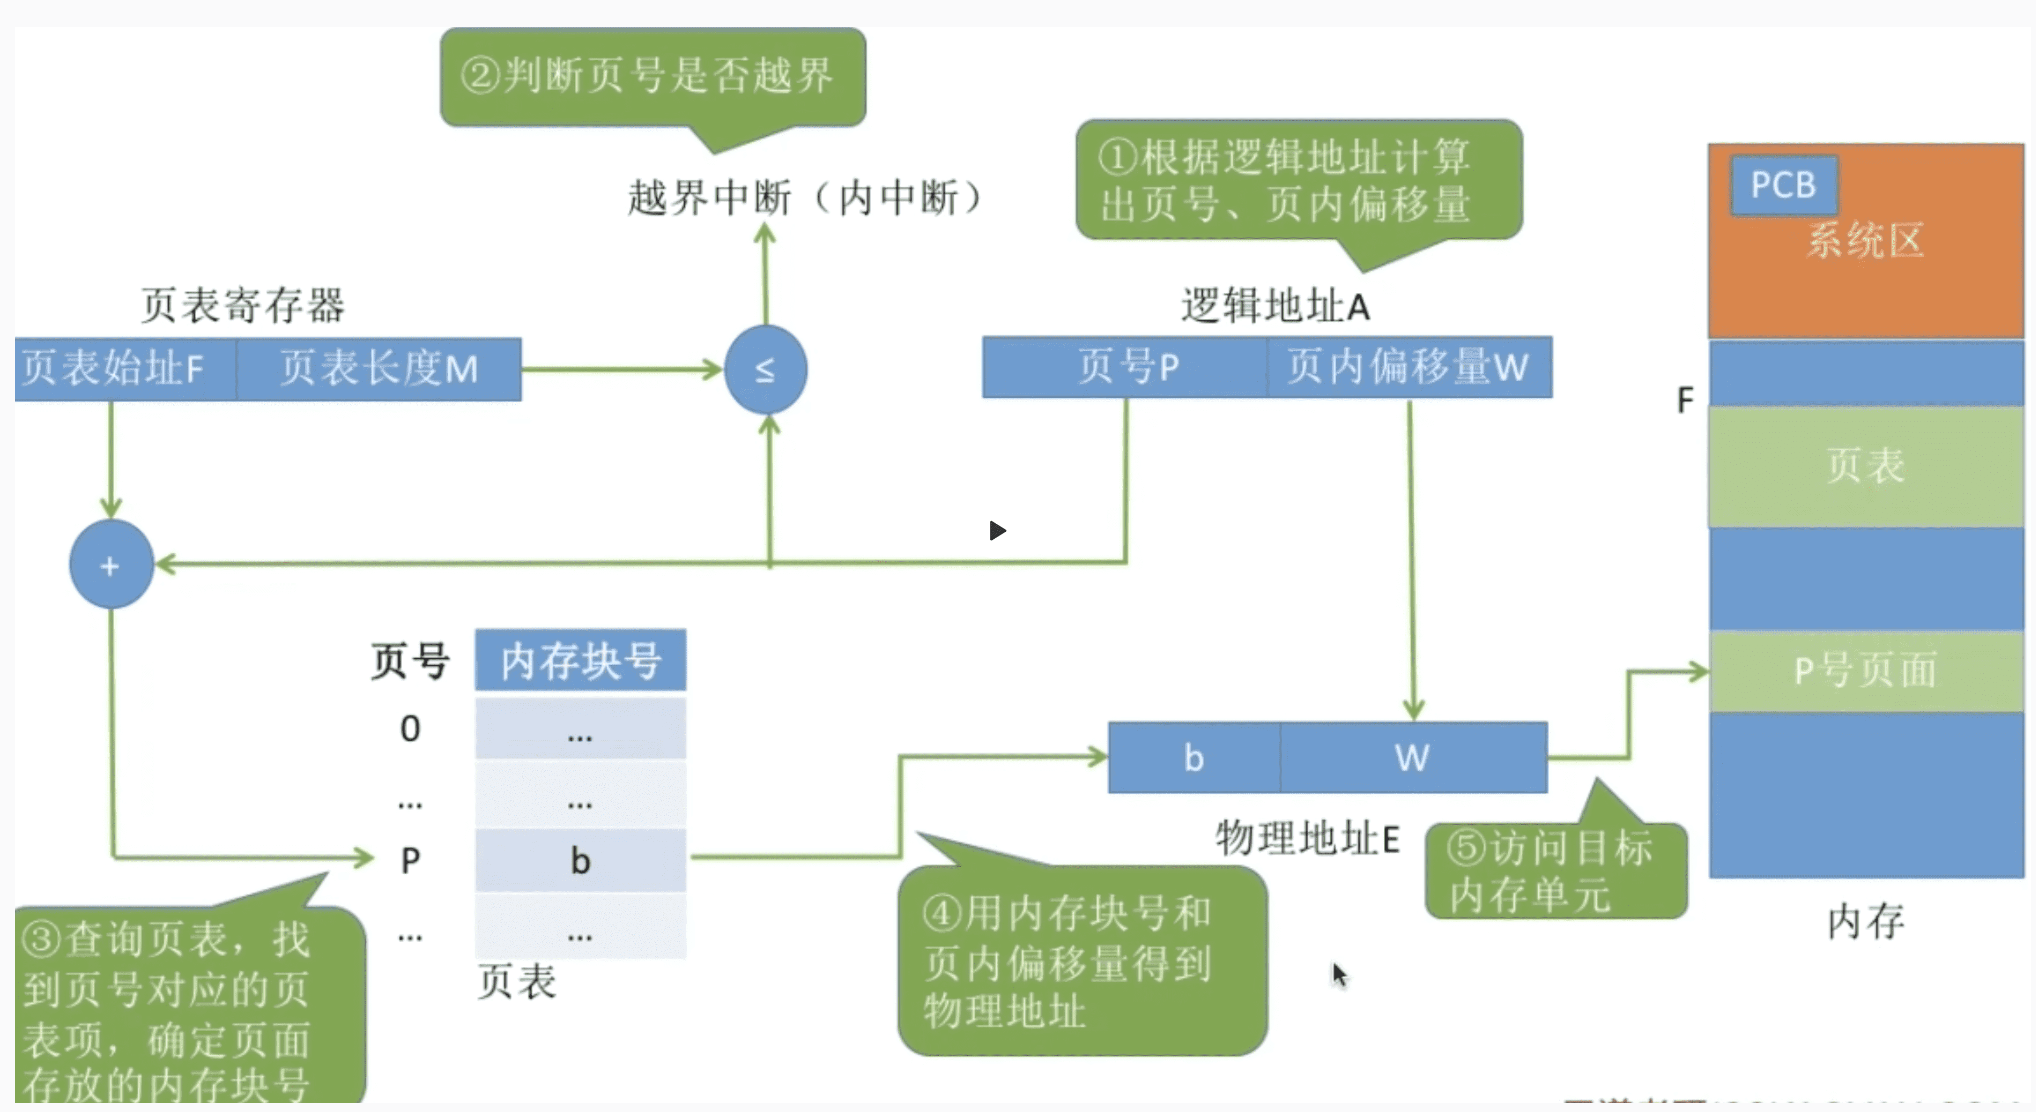 ②判断页号是否越界
①根据逻辑地址计算
出页号、页内偏移量
PCB
系统区
越界中断（内中断）
页表寄存器
逻辑地址A
页表始址F
页表长度M
≤
页号P
页内偏移量W
F
页表
+
页号
内存块号
P号页面
0
...
...
...
b
W
P
b
物理地址E
⑤访问目标
内存单元
...
...
页表
④用内存块号和
页内偏移量得到
物理地址
内存
③查询页表，找
到页号对应的页
表项，确定页面
存放的内存块号